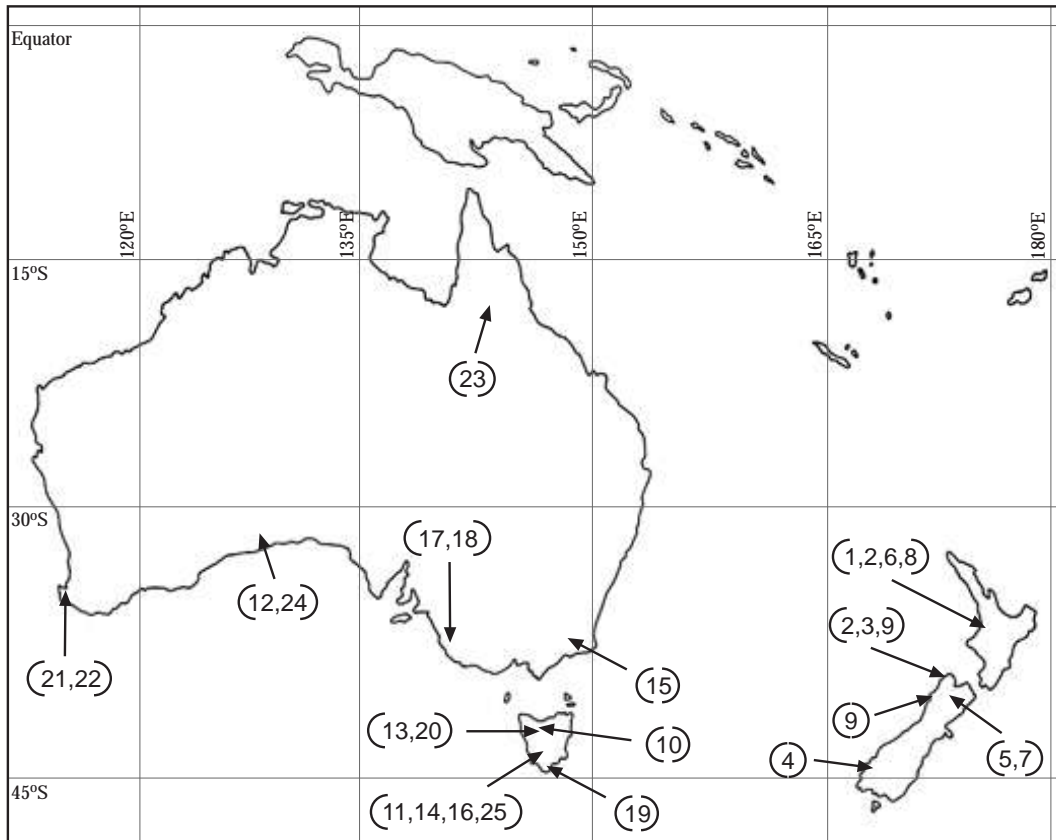 Equator
120ºE
135ºE
150ºE
165ºE
180ºE
15ºS
(23)
30ºS
(17,18)
(1,2,6,8)
(12,24)
(2,3,9)
(21,22)
(15)
(13,20)
(10)
(9)
(5,7)
(4)
45ºS
(11,14,16,25)
(19)